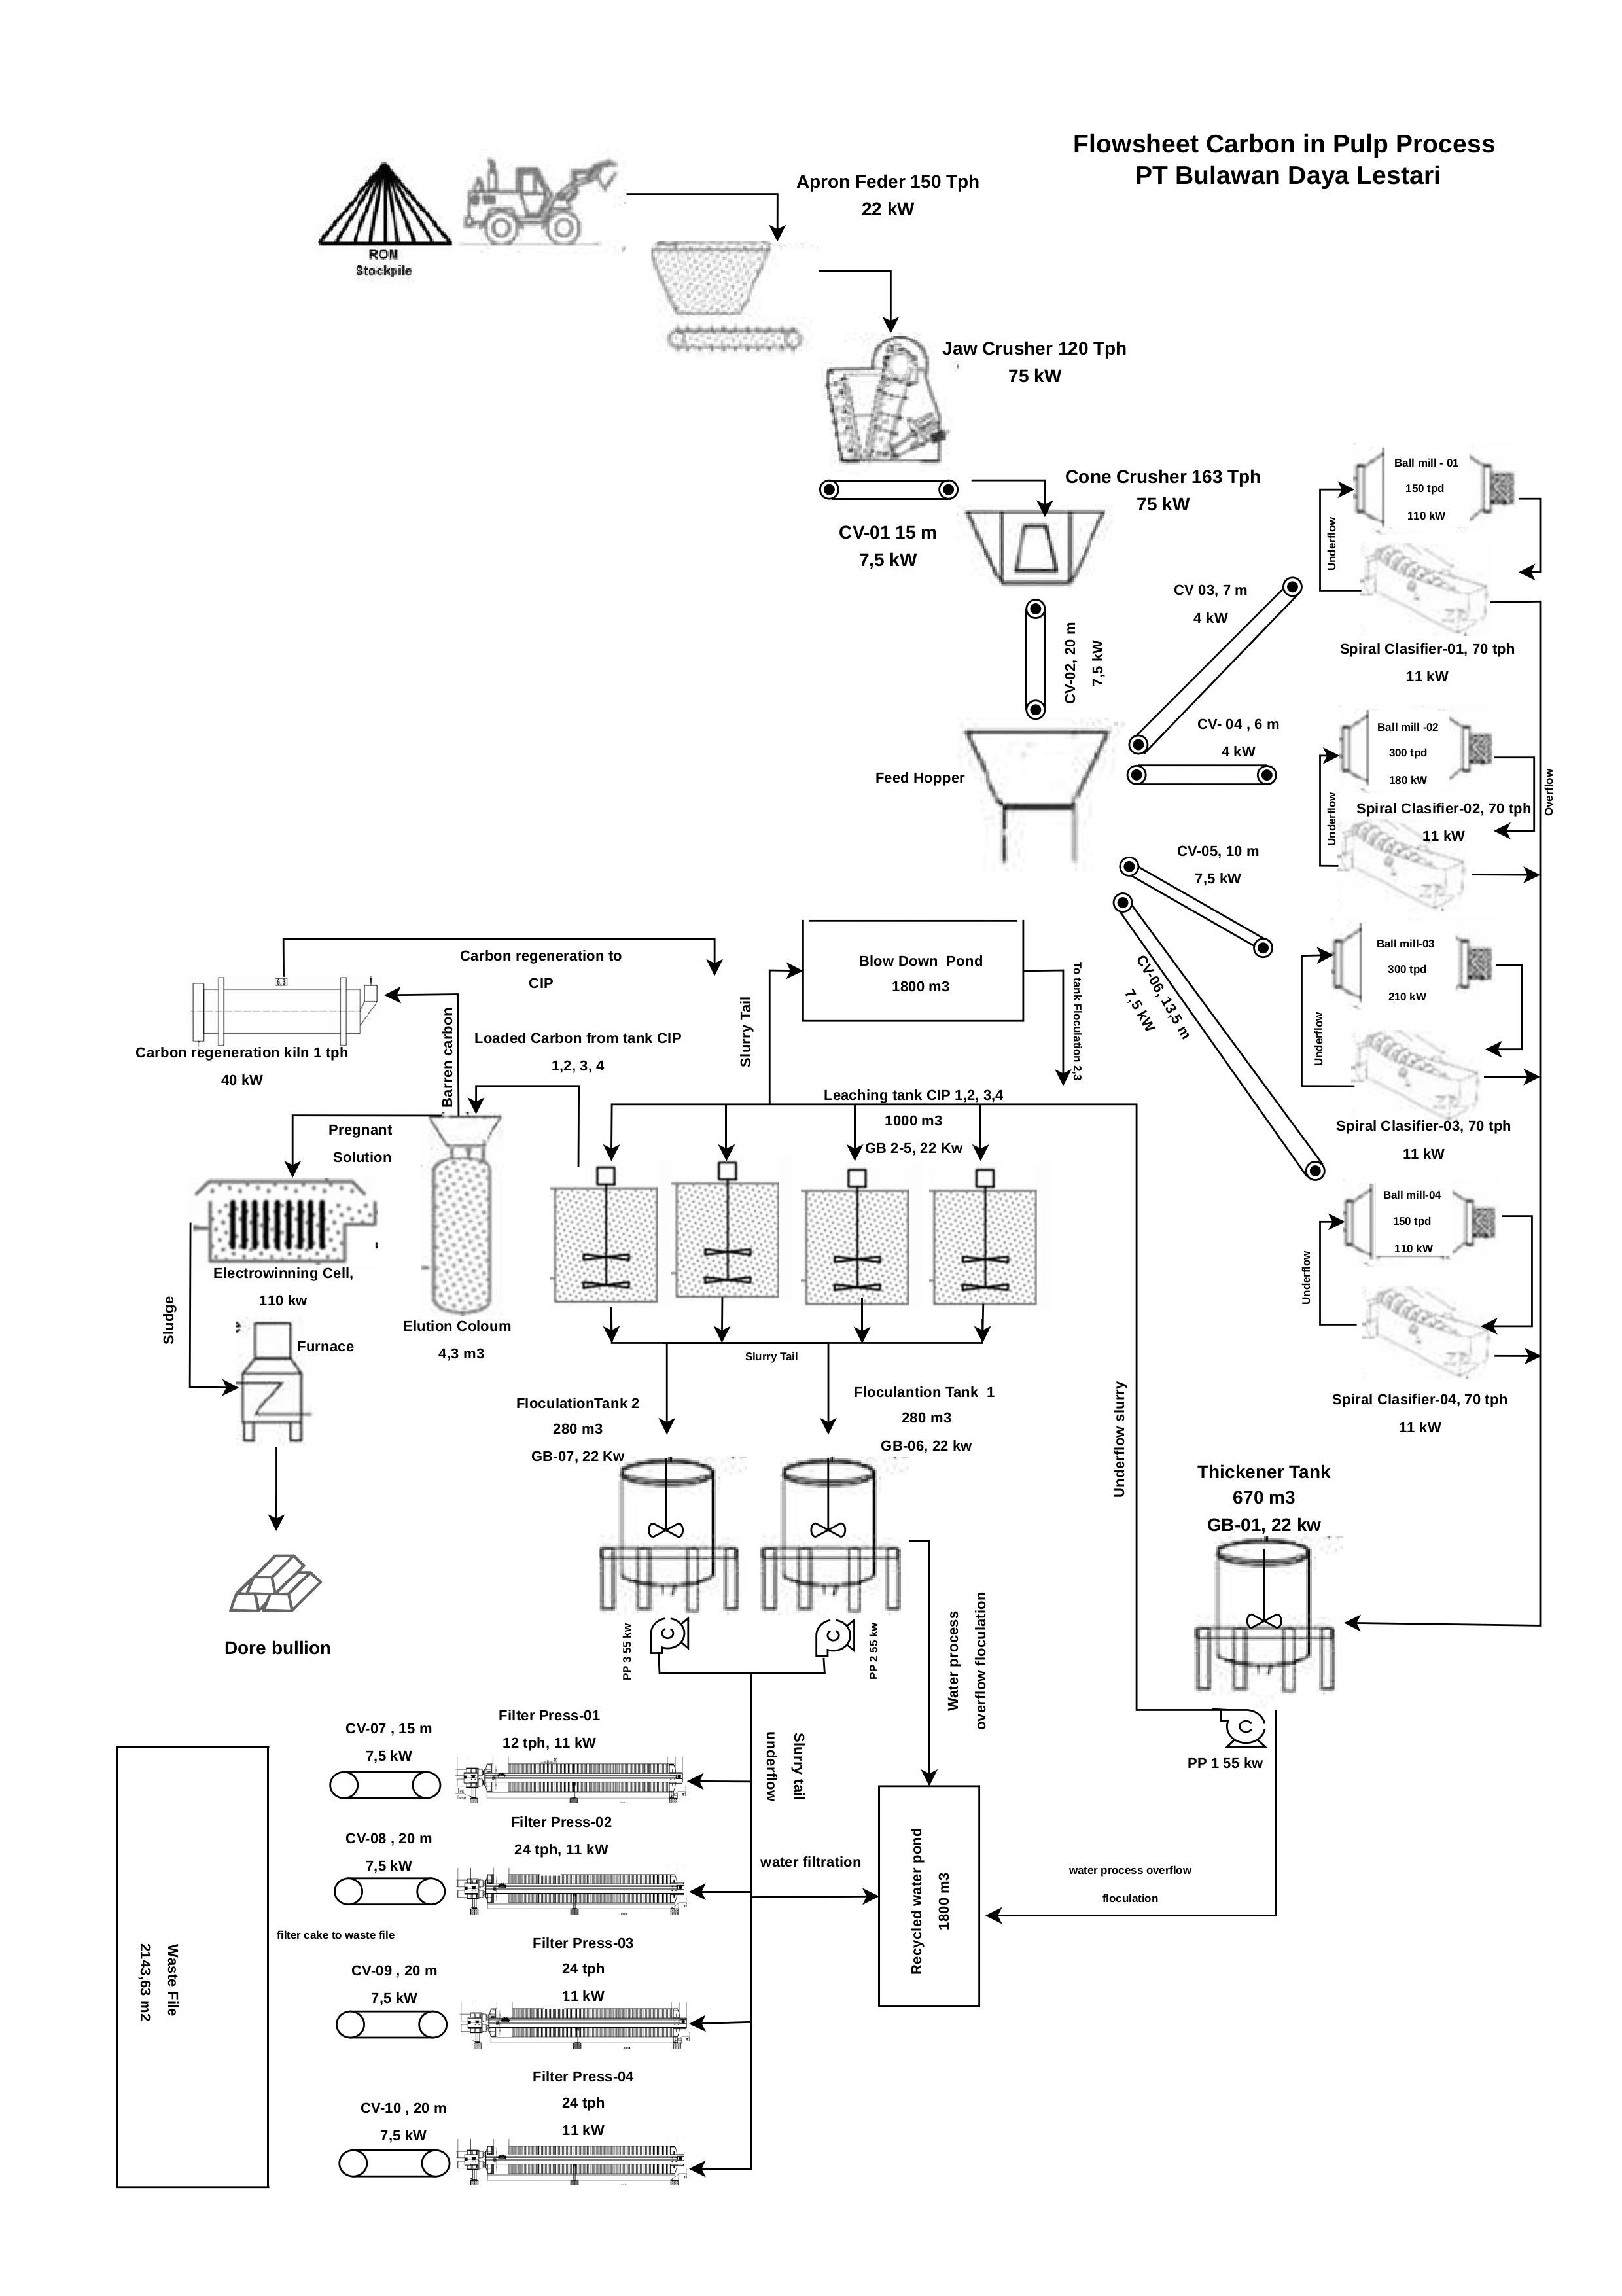 Flowsheet Carbon in Pulp Process
PT Bulawan Daya Lestari
Apron Feder 150 Tph
22 kW
ROM
Stockpile
Jaw Crusher 120 Tph
75 kW
Cone Crusher 163 Tph
75 kW
CV-01 15 m
7,5 kW
CV-02, 20 m
7,5 kW
Feed Hopper
CV 03, 7 m
4 kW
CV- 04 , 6 m
4 kW
CV-05, 10 m
7,5 kW
CV-06, 13,5 m
7,5 kW
Ball mill - 01
150 tpd
110 kW
Underflow
Spiral Clasifier-01, 70 tph
11 kW
Ball mill -02
300 tpd
180 kW
Underflow
Overflow
Spiral Clasifier-02, 70 tph
11 kW
Ball mill-03
300 tpd
210 kW
Underflow
Spiral Clasifier-03, 70 tph
11 kW
Ball mill-04
150 tpd
110 kW
Underflow
Spiral Clasifier-04, 70 tph
11 kW
Blow Down Pond
1800 m3
Slurry Tail
To tank Floculation 2,3
Carbon regeneration to
CIP
Carbon regeneration kiln 1 tph
40 kW
Barren carbon
Loaded Carbon from tank CIP
1,2, 3, 4
Leaching tank CIP 1,2, 3,4
1000 m3
GB 2-5, 22 Kw
Pregnant
Solution
Electrowinning Cell,
110 kw
Sludge
Furnace
Elution Coloum
4,3 m3
Dore bullion
Slurry Tail
FloculationTank 2
280 m3
GB-07, 22 Kw
Floculantion Tank 1
280 m3
GB-06, 22 kw
Underflow slurry
Thickener Tank
670 m3
GB-01, 22 kw
C
PP 3 55 kw
C
PP 2 55 kw
Water process
overflow floculation
C
PP 1 55 kw
Slurry tail
underflow
Filter Press-01
12 tph, 11 kW
CV-07 , 15 m
7,5 kW
Filter Press-02
24 tph, 11 kW
CV-08 , 20 m
7,5 kW
water filtration
Recycled water pond
1800 m3
water process overflow
floculation
filter cake to waste file
Waste File
2143,63 m2
Filter Press-03
24 tph
11 kW
CV-09 , 20 m
7,5 kW
Filter Press-04
24 tph
11 kW
CV-10 , 20 m
7,5 kW